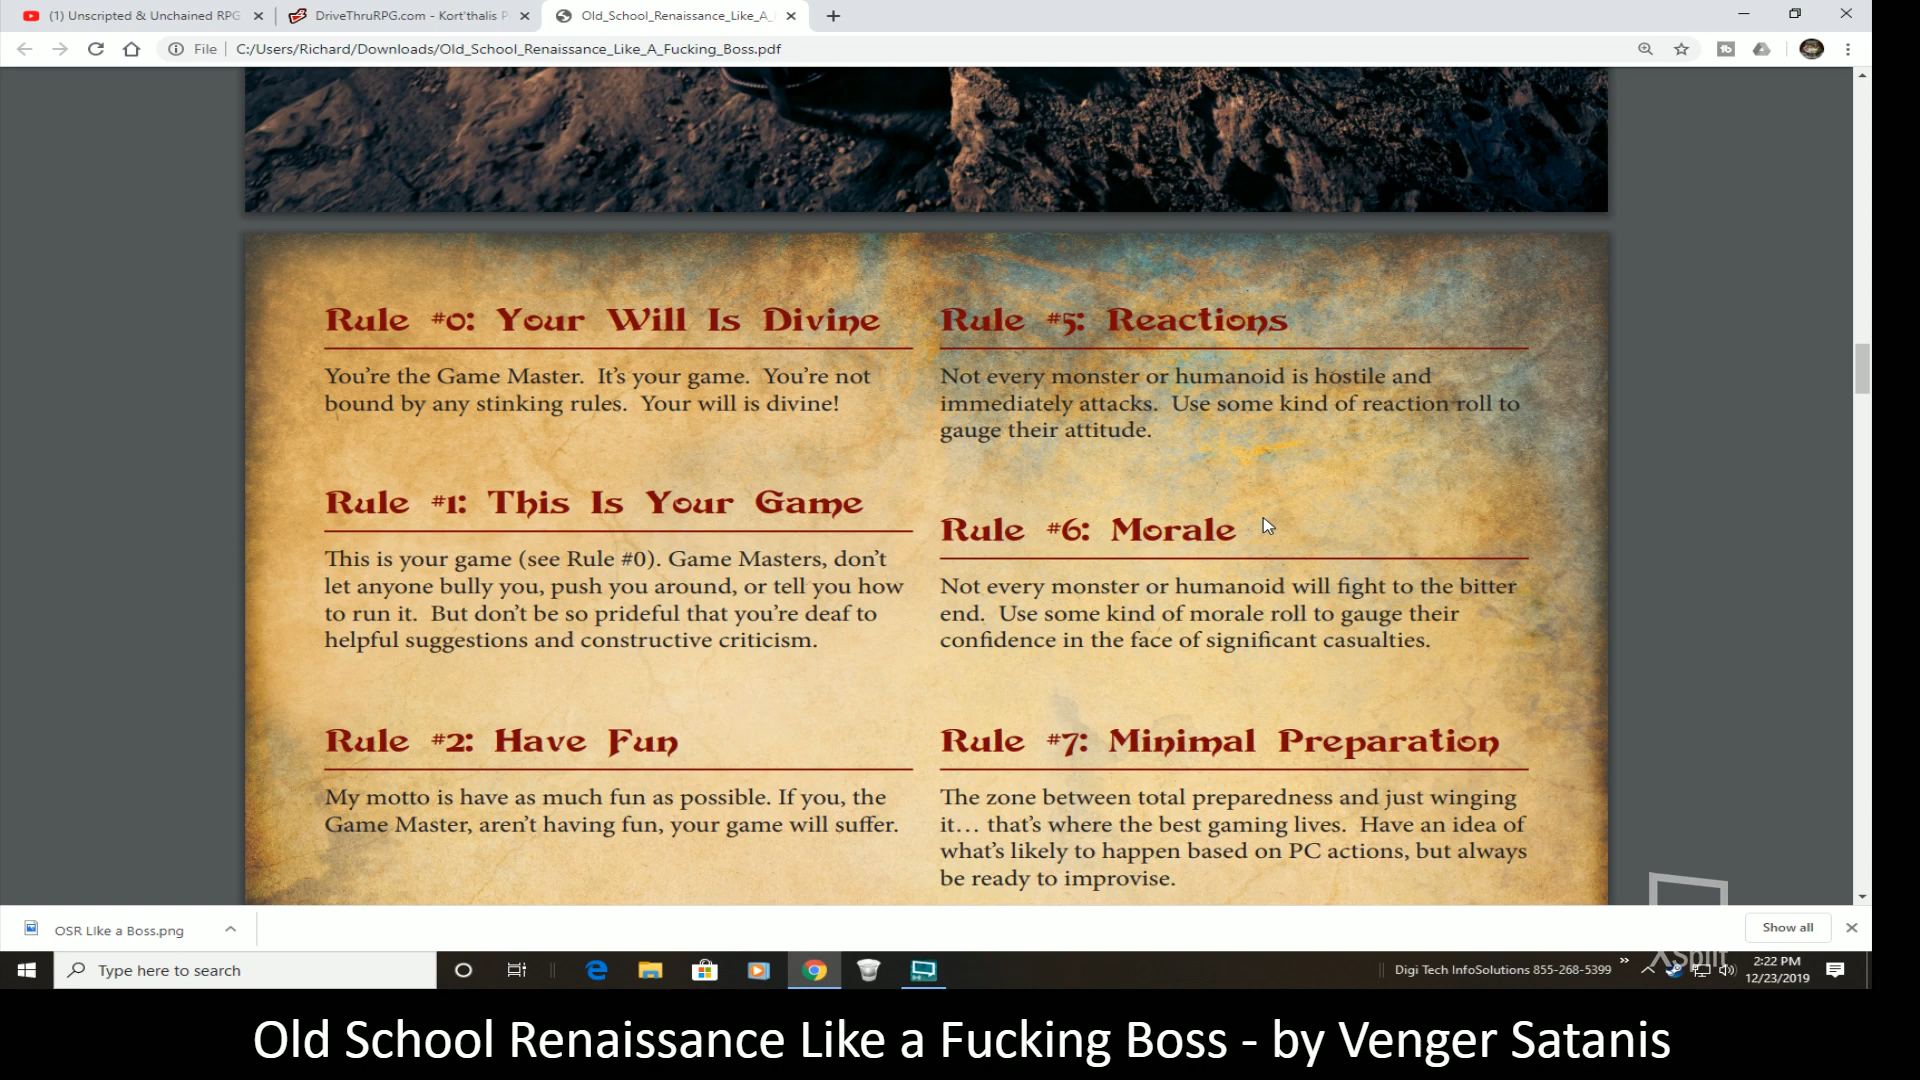 (1) Unscripted & Unchained RPG
DriveThruRPG.com - Kort'thalis P
Old_School_Renaissance_Like_A_
File
C:/Users/Richard/Downloads/Old_School_Renaissance_Like_A_Fucking_Boss.pdf
Rule #0: Your Will Is Divine
You're the Game Master. It's your game. You're not
bound by any stinking rules. Your will is divine!
Rule #1: This Is Your Game
This is your game (see Rule #0). Game Masters, don't
let anyone bully you, push you around, or tell you how
to run it. But don't be so prideful that you're deaf to
helpful suggestions and constructive criticism.
Rule #2: Have Fun
My motto is have as much fun as possible. If you, the
Game Master, aren't having fun, your game will suffer.
Rule #5: Reactions
Not every monster or humanoid is hostile and
immediately attacks. Use some kind of reaction roll to
gauge their attitude.
Rule #6: Morale
Not every monster or humanoid will fight to the bitter
end. Use some kind of morale roll to gauge their
confidence in the face of significant casualties.
Rule #7: Minimal Preparation
The zone between total preparedness and just winging
it… that's where the best gaming lives. Have an idea of
what's likely to happen based on PC actions, but always
be ready to improvise.
OSR LIke a Boss.png
Show all
Type here to search
Digi Tech InfoSolutions 855-268-5399
XSplit
2:22 PM
12/23/2019
Old School Renaissance Like a Fucking Boss - by Venger Satanis